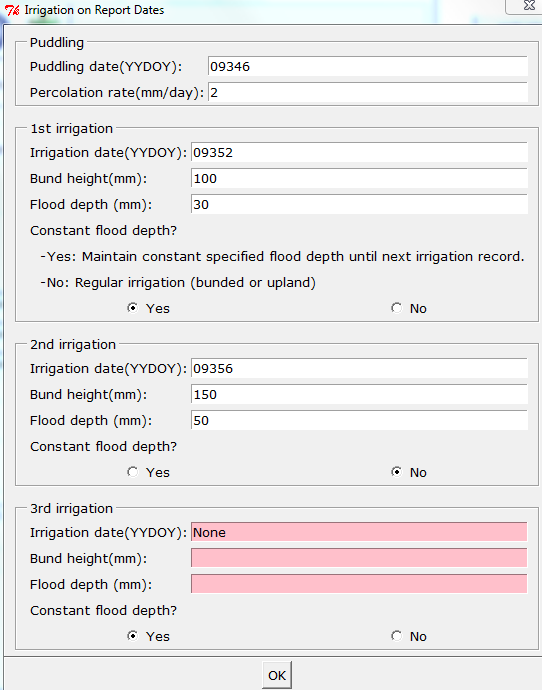 Irrigation on Report Dates
Puddling
Puddling date(YYDOY): 09346
Percolation rate(mm/day): 2
1st irrigation
Irrigation date(YYDOY): 09352
Bund height(mm): 100
Flood depth (mm): 30
Constant flood depth?
-Yes: Maintain constant specified flood depth until next irrigation record.
-No: Regular irrigation (bunded or upland)
Yes No
2nd irrigation
Irrigation date(YYDOY): 09356
Bund height(mm): 150
Flood depth (mm): 50
Constant flood depth?
Yes No
3rd irrigation
Irrigation date(YYDOY): None
Bund height(mm):
Flood depth (mm):
Constant flood depth?
Yes No
OK